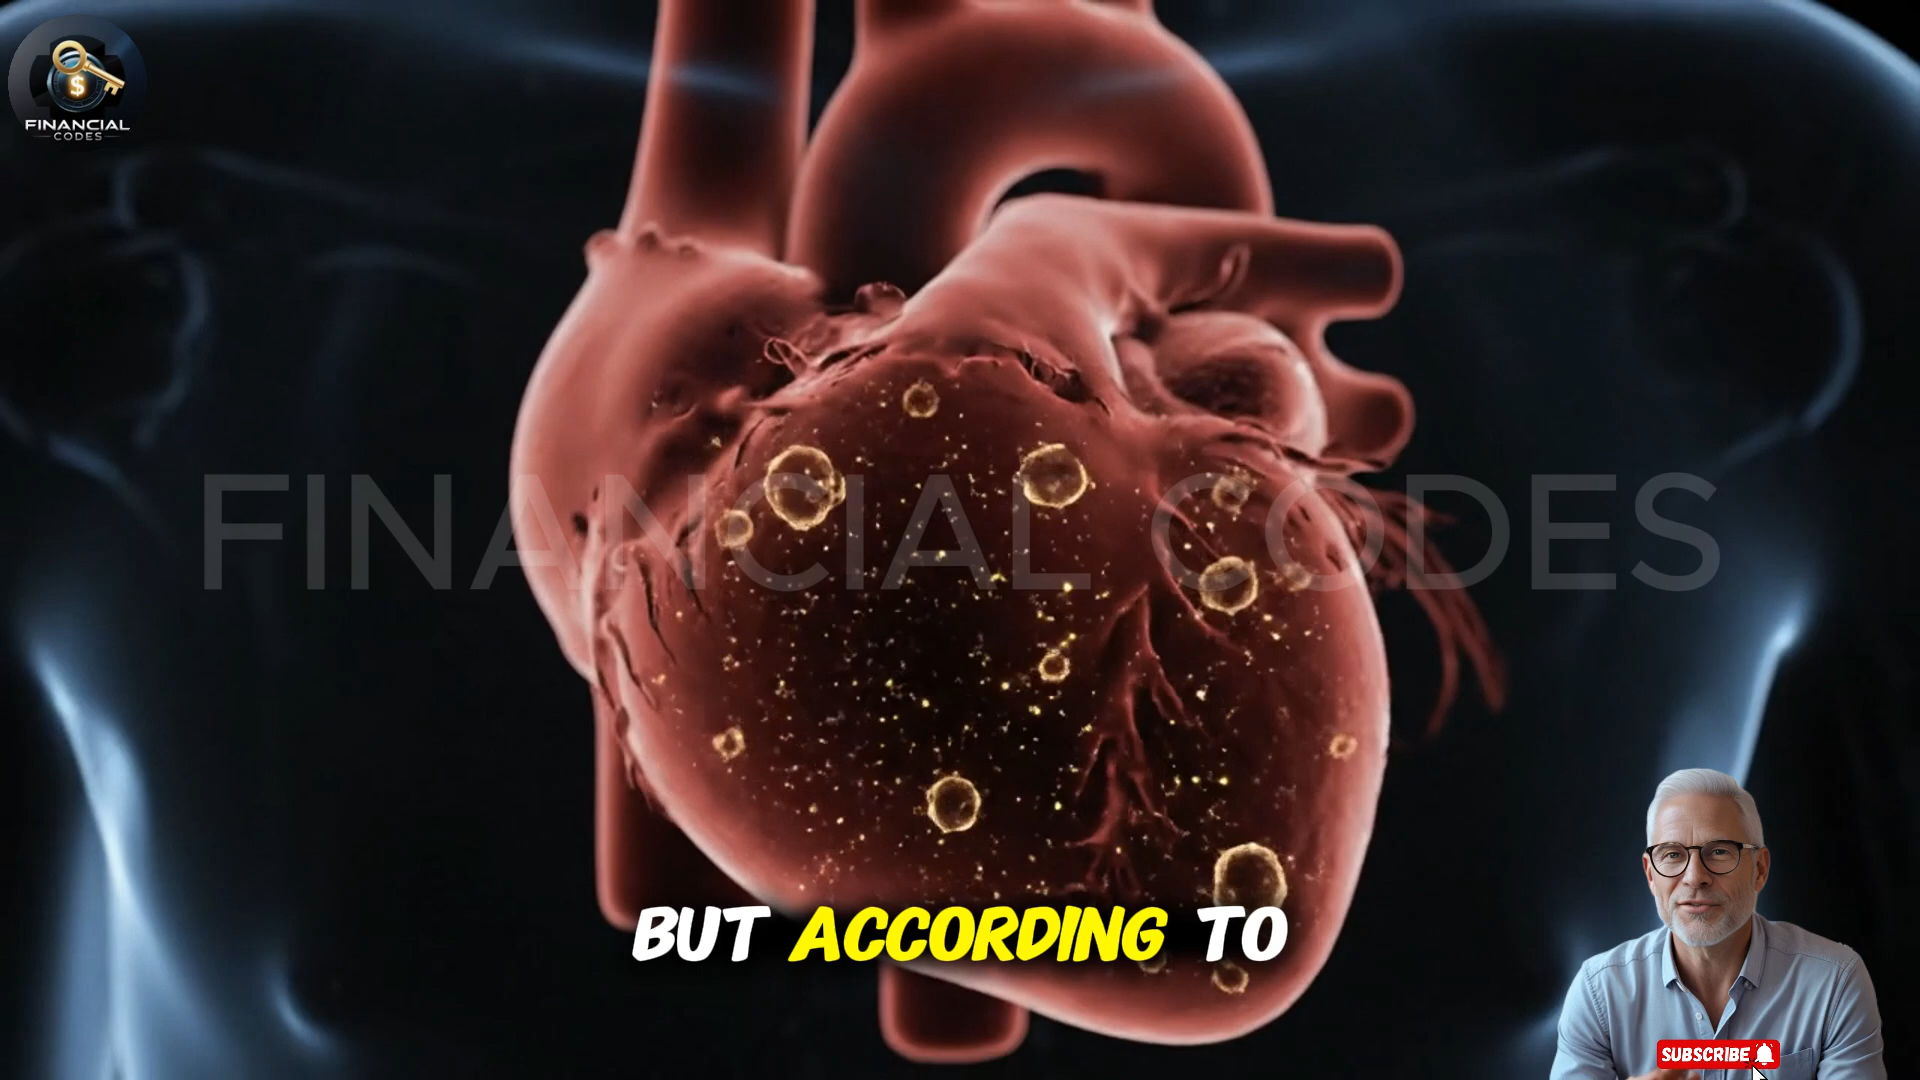 FINANCIAL
CODES
FINANCIAL CODES
BUT ACCORDING TO
SUBSCRIBE